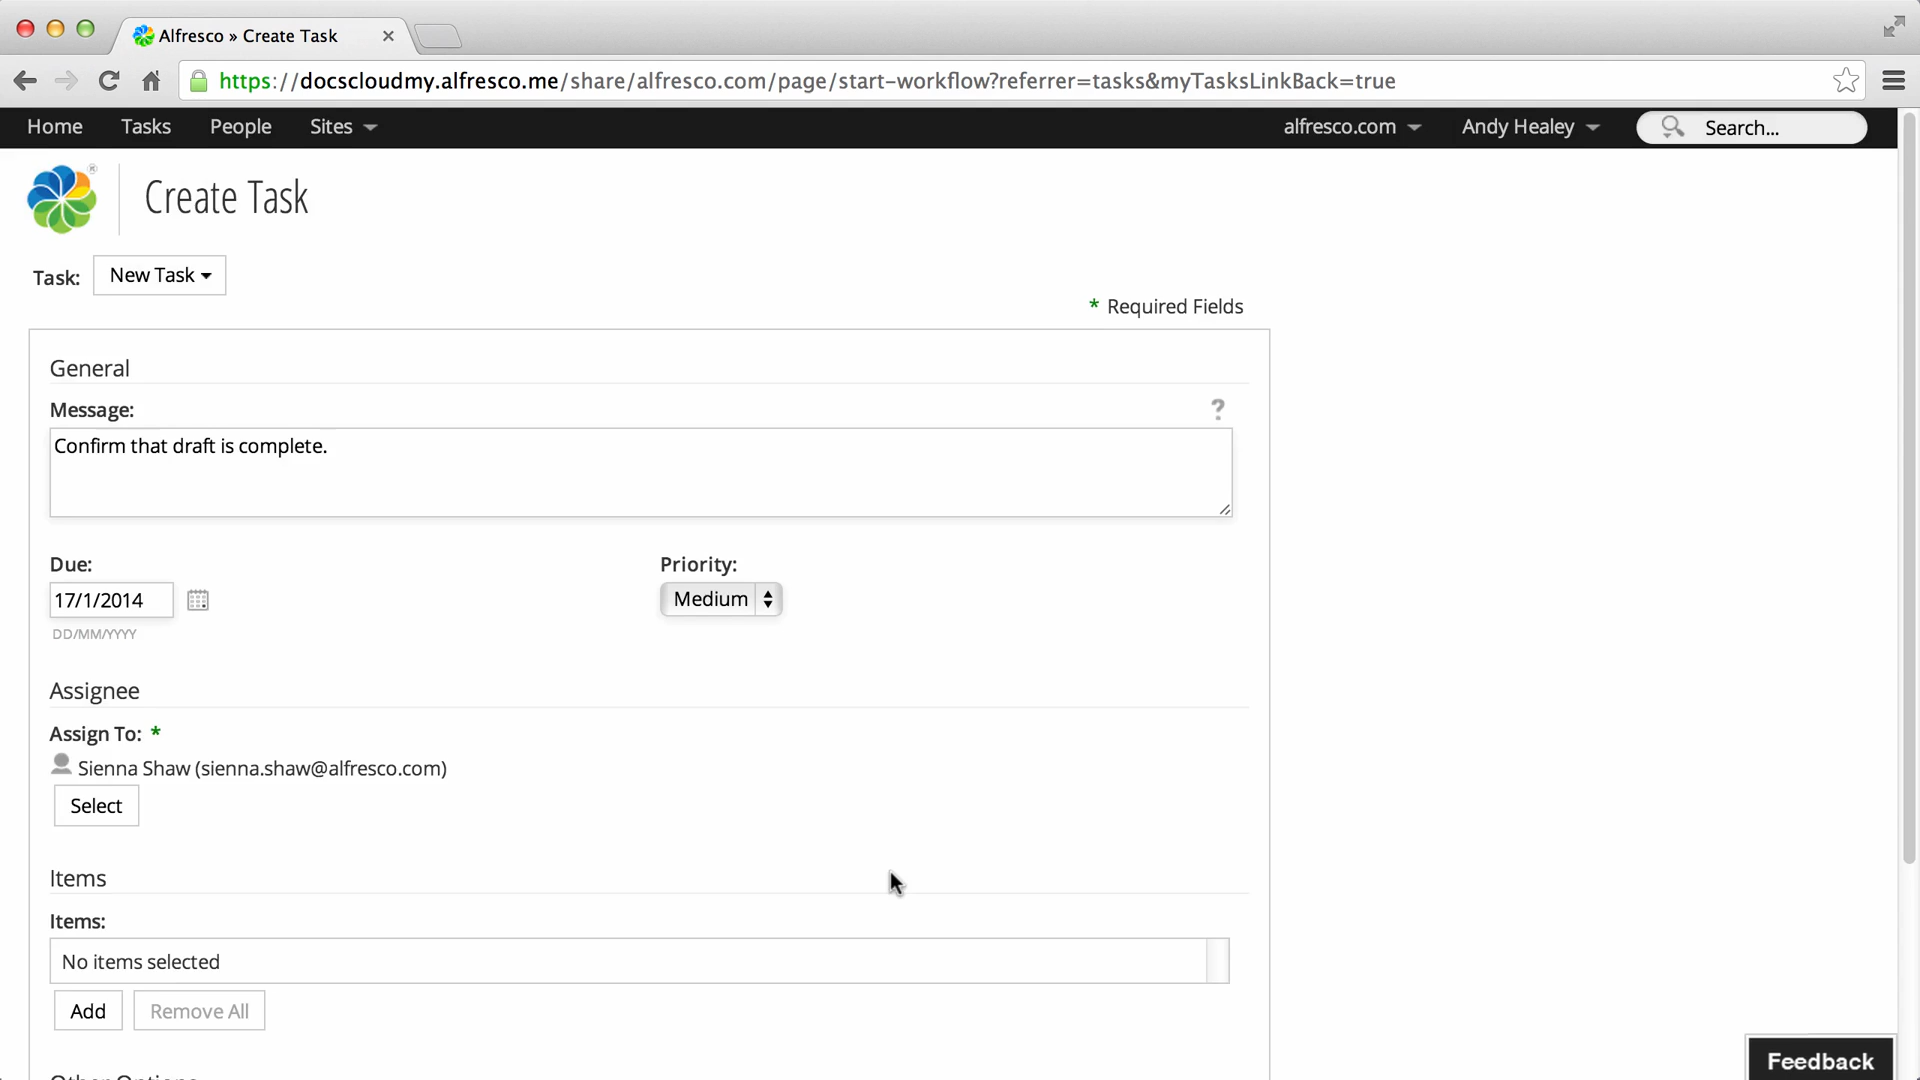 Alfresco » Create Task
https://docscloudmy.alfresco.me/share/alfresco.com/page/start-workflow?referrer=tasks&myTasksLinkBack=true
Home Tasks People Sites alfresco.com Andy Healey Search...
Create Task
Task: New Task
* Required Fields
General
Message: ?
Confirm that draft is complete.
Due: Priority:
17/1/2014 Medium
DD/MM/YYYY
Assignee
Assign To: *
Sienna Shaw (sienna.shaw@alfresco.com)
Select
Items
Items:
No items selected
Add Remove All
Other Options
Feedback